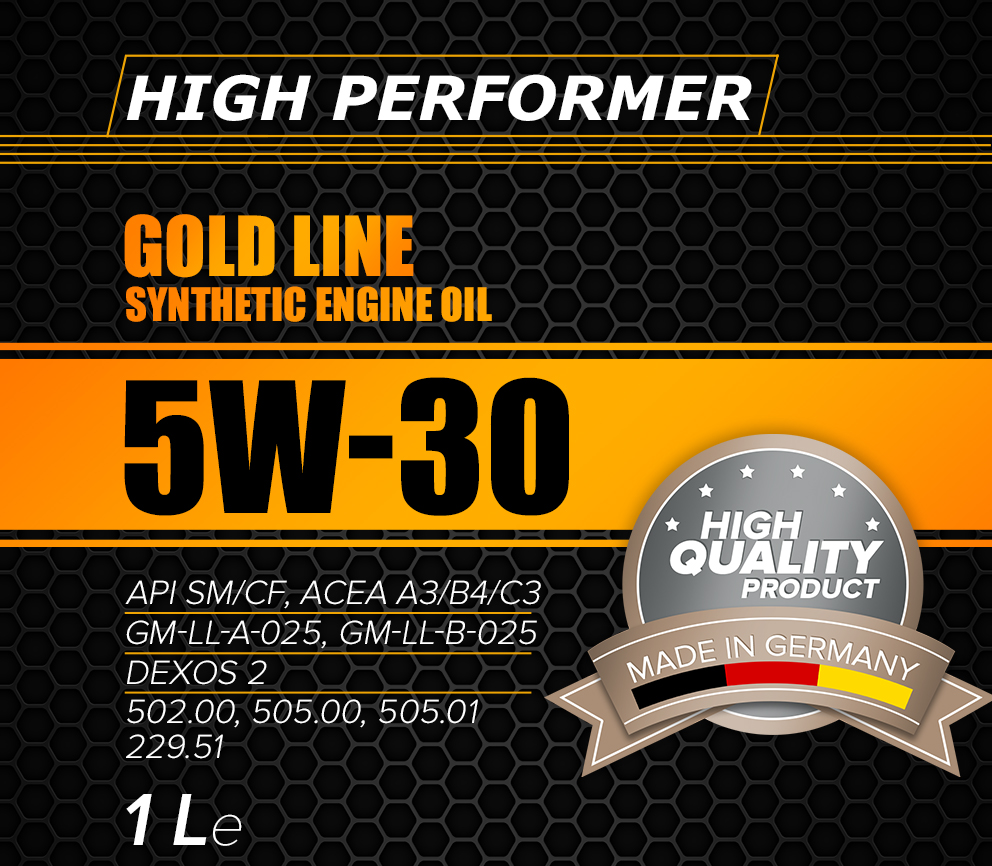 HIGH PERFORMER
GOLD LINE
SYNTHETIC ENGINE OIL
5W-30
HIGH
QUALITY
PRODUCT
MADE IN GERMANY
API SM/CF, ACEA A3/B4/C3
GM-LL-A-025, GM-LL-B-025
DEXOS 2
502.00, 505.00, 505.01
229.51
1 Le